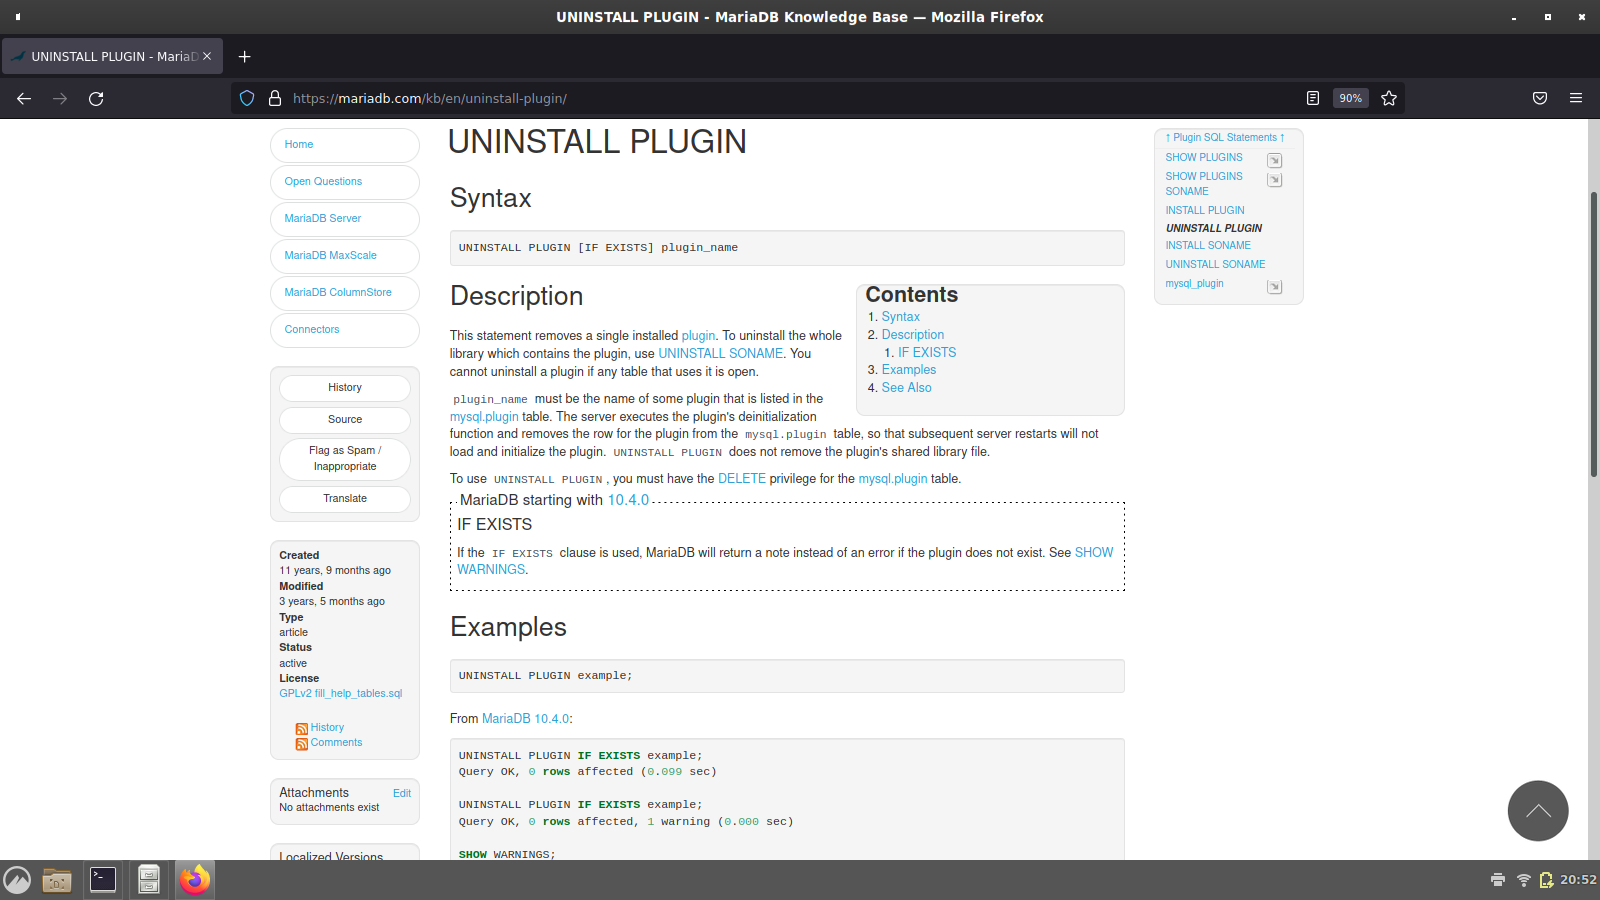 UNINSTALL PLUGIN - MariaDB Knowledge Base — Mozilla Firefox
UNINSTALL PLUGIN - MariaD
https://mariadb.com/kb/en/uninstall-plugin/
90%
Home
Open Questions
MariaDB Server
MariaDB MaxScale
MariaDB ColumnStore
Connectors
History
Source
Flag as Spam /
Inappropriate
Translate
Created
11 years, 9 months ago
Modified
3 years, 5 months ago
Type
article
Status
active
License
GPLv2 fill_help_tables.sql
History
Comments
Attachments Edit
No attachments exist
Localized Versions
UNINSTALL PLUGIN
Syntax
UNINSTALL PLUGIN [IF EXISTS] plugin_name
Description
This statement removes a single installed plugin. To uninstall the whole
library which contains the plugin, use UNINSTALL SONAME. You
cannot uninstall a plugin if any table that uses it is open.
plugin_name must be the name of some plugin that is listed in the
mysql.plugin table. The server executes the plugin's deinitialization
function and removes the row for the plugin from the mysql.plugin table, so that subsequent server restarts will not
load and initialize the plugin. UNINSTALL PLUGIN does not remove the plugin's shared library file.
To use UNINSTALL PLUGIN, you must have the DELETE privilege for the mysql.plugin table.
MariaDB starting with 10.4.0
IF EXISTS
If the IF EXISTS clause is used, MariaDB will return a note instead of an error if the plugin does not exist. See SHOW
WARNINGS.
Examples
UNINSTALL PLUGIN example;
From MariaDB 10.4.0:
UNINSTALL PLUGIN IF EXISTS example;
Query OK, 0 rows affected (0.099 sec)
UNINSTALL PLUGIN IF EXISTS example;
Query OK, 0 rows affected, 1 warning (0.000 sec)
SHOW WARNINGS;
Contents
1. Syntax
2. Description
1. IF EXISTS
3. Examples
4. See Also
↑ Plugin SQL Statements ↑
SHOW PLUGINS
SHOW PLUGINS
SONAME
INSTALL PLUGIN
UNINSTALL PLUGIN
INSTALL SONAME
UNINSTALL SONAME
mysql_plugin
20:52